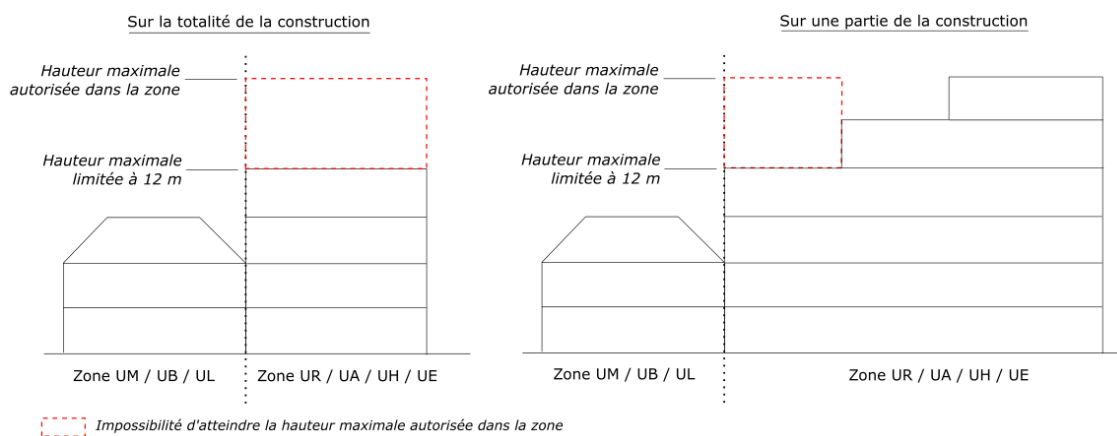 Sur la totalité de la construction
Hauteur maximale
autorisée dans la zone
Hauteur maximale
limitée à 12 m
Zone UM / UB / UL
Zone UR / UA / UH / UE
Sur une partie de la construction
Hauteur maximale
autorisée dans la zone
Hauteur maximale
limitée à 12 m
Zone UM / UB / UL
Zone UR / UA / UH / UE
Impossibilité d'atteindre la hauteur maximale autorisée dans la zone